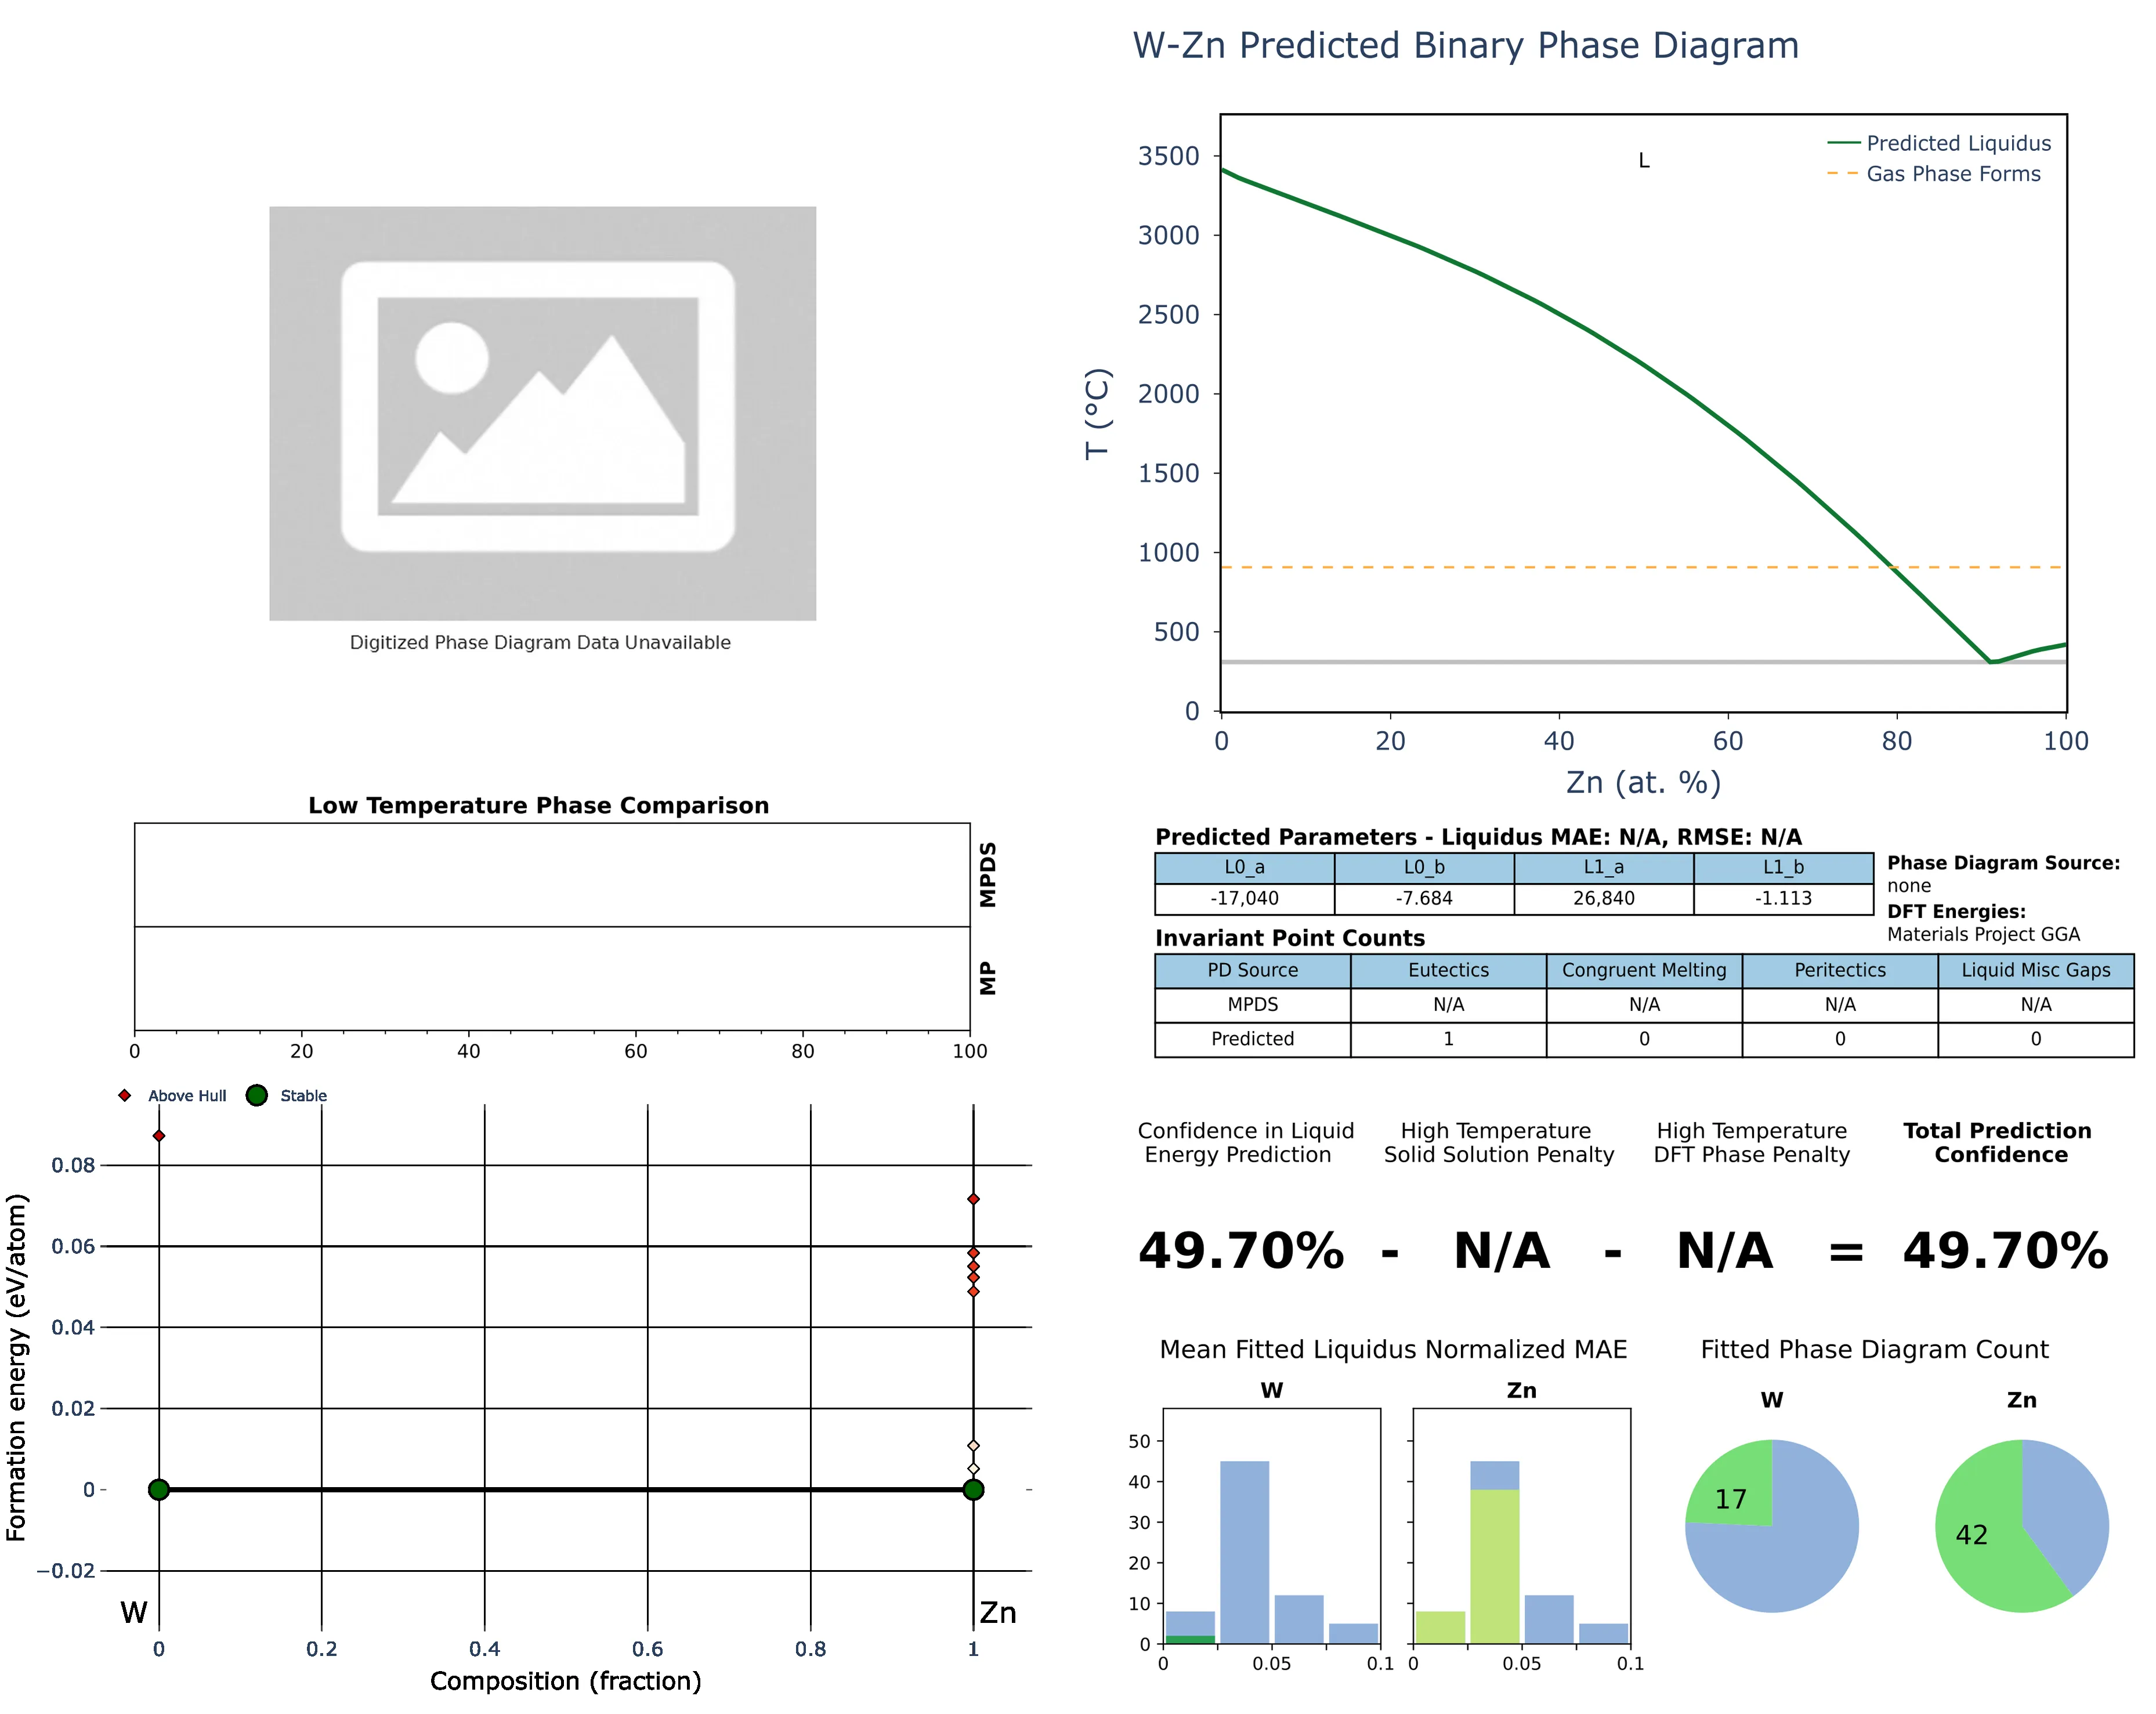 W-Zn Predicted Binary Phase Diagram
Digitized Phase Diagram Data Unavailable
T (°C)
3500
3000
2500
2000
1500
1000
500
0
L
Predicted Liquidus
Gas Phase Forms
0 20 40 60 80 100
Zn (at. %)
Low Temperature Phase Comparison
MPDS
MP
0 20 40 60 80 100
Predicted Parameters - Liquidus MAE: N/A, RMSE: N/A
L0_a L0_b L1_a L1_b
-17,040 -7.684 26,840 -1.113
Phase Diagram Source:
none
DFT Energies:
Materials Project GGA
Invariant Point Counts
PD Source Eutectics Congruent Melting Peritectics Liquid Misc Gaps
MPDS N/A N/A N/A N/A
Predicted 1 0 0 0
Above Hull Stable
Formation energy (eV/atom)
0.08
0.06
0.04
0.02
0
−0.02
W Zn
0 0.2 0.4 0.6 0.8 1
Composition (fraction)
Confidence in Liquid
Energy Prediction
High Temperature
Solid Solution Penalty
High Temperature
DFT Phase Penalty
Total Prediction
Confidence
49.70% - N/A - N/A = 49.70%
Mean Fitted Liquidus Normalized MAE
W Zn
50
40
30
20
10
0
0 0.05 0.1 0 0.05 0.1
Fitted Phase Diagram Count
W Zn
17 42